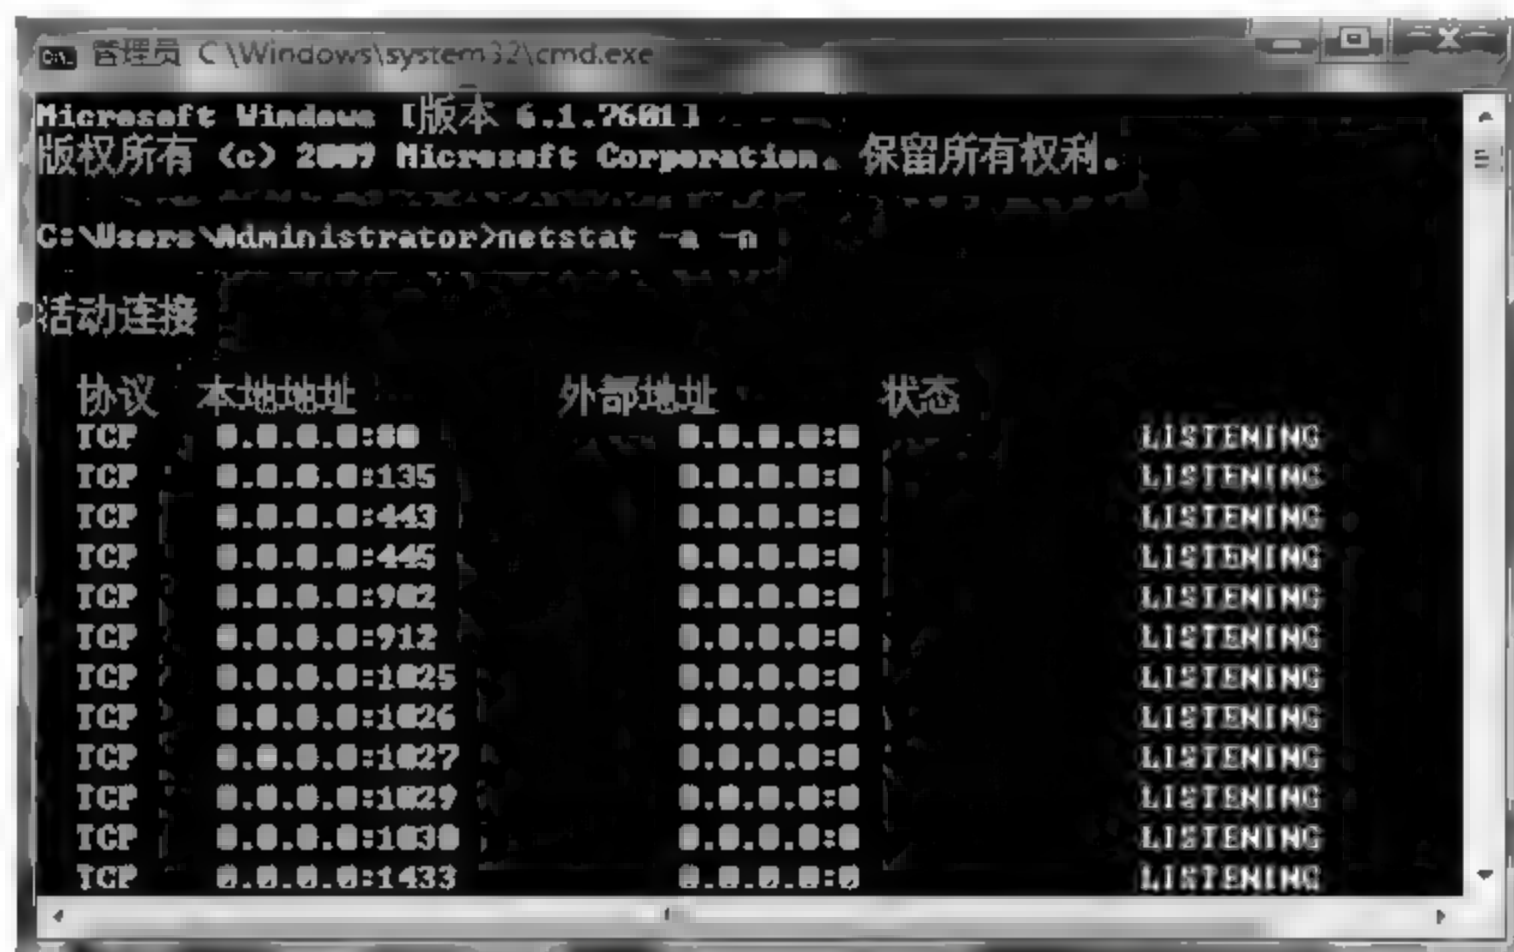 管理员 C:\Windows\system32\cmd.exe
Microsoft Windows [版本 6.1.7601]
版权所有 (c) 2009 Microsoft Corporation。保留所有权利。
C:\Users\Administrator>netstat -a -n
活动连接
协议 本地地址 外部地址 状态
TCP 0.0.0.0:80 0.0.0.0:0 LISTENING
TCP 0.0.0.0:135 0.0.0.0:0 LISTENING
TCP 0.0.0.0:443 0.0.0.0:0 LISTENING
TCP 0.0.0.0:445 0.0.0.0:0 LISTENING
TCP 0.0.0.0:902 0.0.0.0:0 LISTENING
TCP 0.0.0.0:912 0.0.0.0:0 LISTENING
TCP 0.0.0.0:1025 0.0.0.0:0 LISTENING
TCP 0.0.0.0:1026 0.0.0.0:0 LISTENING
TCP 0.0.0.0:1027 0.0.0.0:0 LISTENING
TCP 0.0.0.0:1029 0.0.0.0:0 LISTENING
TCP 0.0.0.0:1030 0.0.0.0:0 LISTENING
TCP 0.0.0.0:1433 0.0.0.0:0 LISTENING